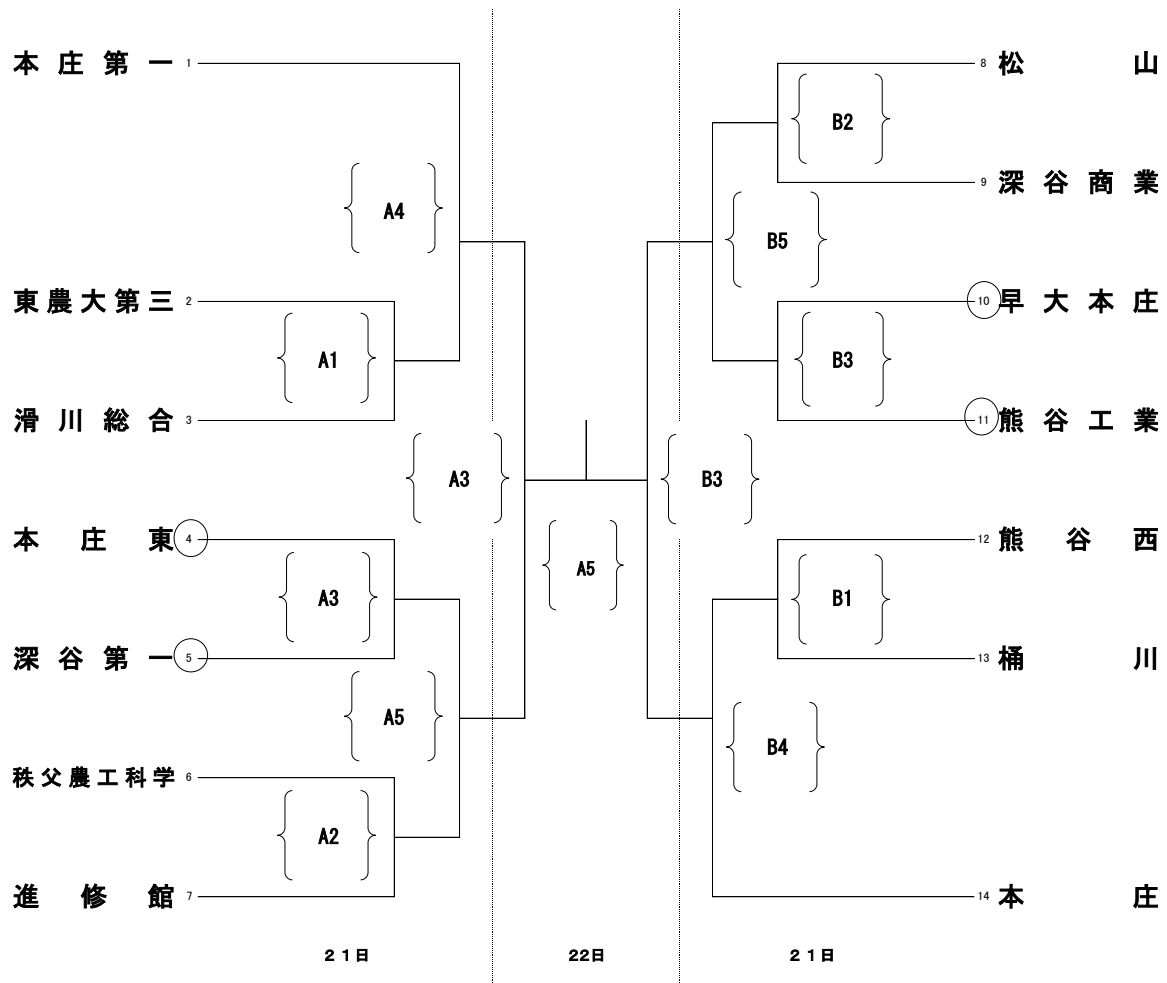 本庄第一 1
A4
東農大第三 2
A1
滑川総合 3
A3
本庄東 4
A3
深谷第一 5
A5
秩父農工科学 6
A2
進修館 7
21日
A5
22日
8 松山
B2
9 深谷商業
B5
10 早大本庄
B3
11 熊谷工業
B3
12 熊谷西
B1
13 桶川
B4
14 本庄
21日